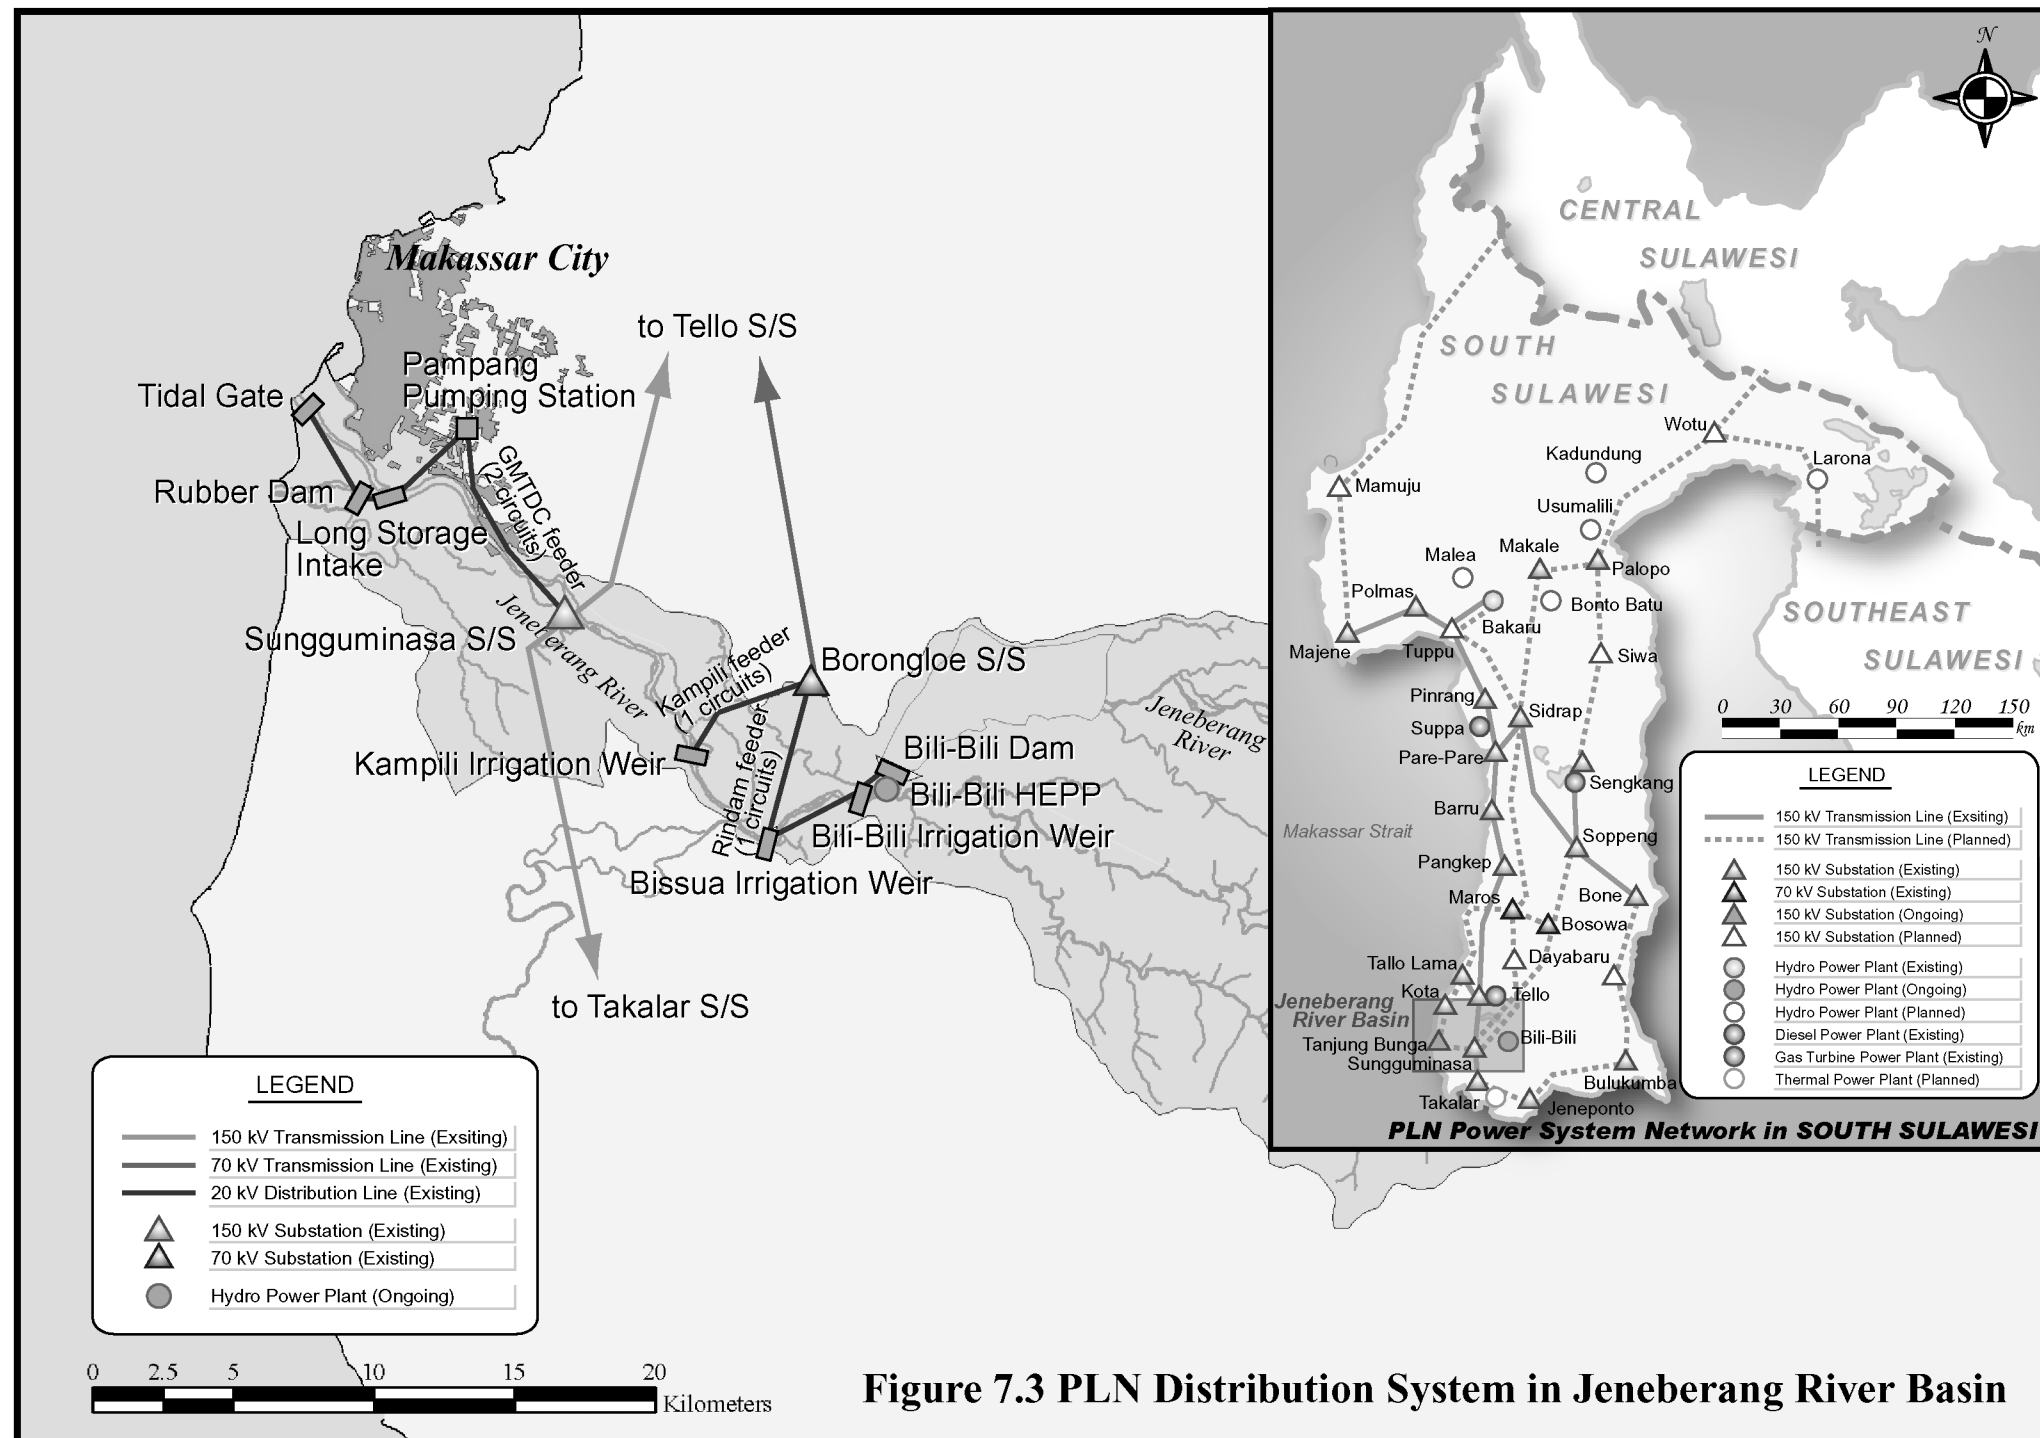 Makassar City
to Tello S/S
Pampang
Pumping Station
Tidal Gate
Rubber Dam
Long Storage
Intake
GMTDC feeder
(2 circuits)
Sungguminasa S/S
Jeneberang River
Kampili feeder
(1 circuits)
Borongloe S/S
Jeneberang
River
Kampili Irrigation Weir
Rindam feeder
(1 circuits)
Bili-Bili Dam
Bili-Bili HEPP
Bili-Bili Irrigation Weir
Bissua Irrigation Weir
to Takalar S/S
LEGEND
150 kV Transmission Line (Exsiting)
70 kV Transmission Line (Existing)
20 kV Distribution Line (Existing)
150 kV Substation (Existing)
70 kV Substation (Existing)
Hydro Power Plant (Ongoing)
0 2.5 5 10 15 20
Kilometers
Figure 7.3 PLN Distribution System in Jeneberang River Basin
N
CENTRAL
SULAWESI
SOUTH
SULAWESI
Wotu
Kadundung
Larona
Mamuju
Usumalili
Malea
Makale
Palopo
Polmas
Bonto Batu
Bakaru
SOUTHEAST
SULAWESI
Majene
Tuppu
Siwa
Pinrang
Sidrap
Suppa
Pare-Pare
Sengkang
Barru
Makassar Strait
Soppeng
Pangkep
Maros
Bone
Bosowa
Tallo Lama
Dayabaru
Kota
Tello
Jeneberang
River Basin
Tanjung Bunga
Bili-Bili
Sungguminasa
Bulukumba
Takalar
Jeneponto
0 30 60 90 120 150
km
LEGEND
150 kV Transmission Line (Exsiting)
150 kV Transmission Line (Planned)
150 kV Substation (Existing)
70 kV Substation (Existing)
150 kV Substation (Ongoing)
150 kV Substation (Planned)
Hydro Power Plant (Existing)
Hydro Power Plant (Ongoing)
Hydro Power Plant (Planned)
Diesel Power Plant (Existing)
Gas Turbine Power Plant (Existing)
Thermal Power Plant (Planned)
PLN Power System Network in SOUTH SULAWESI